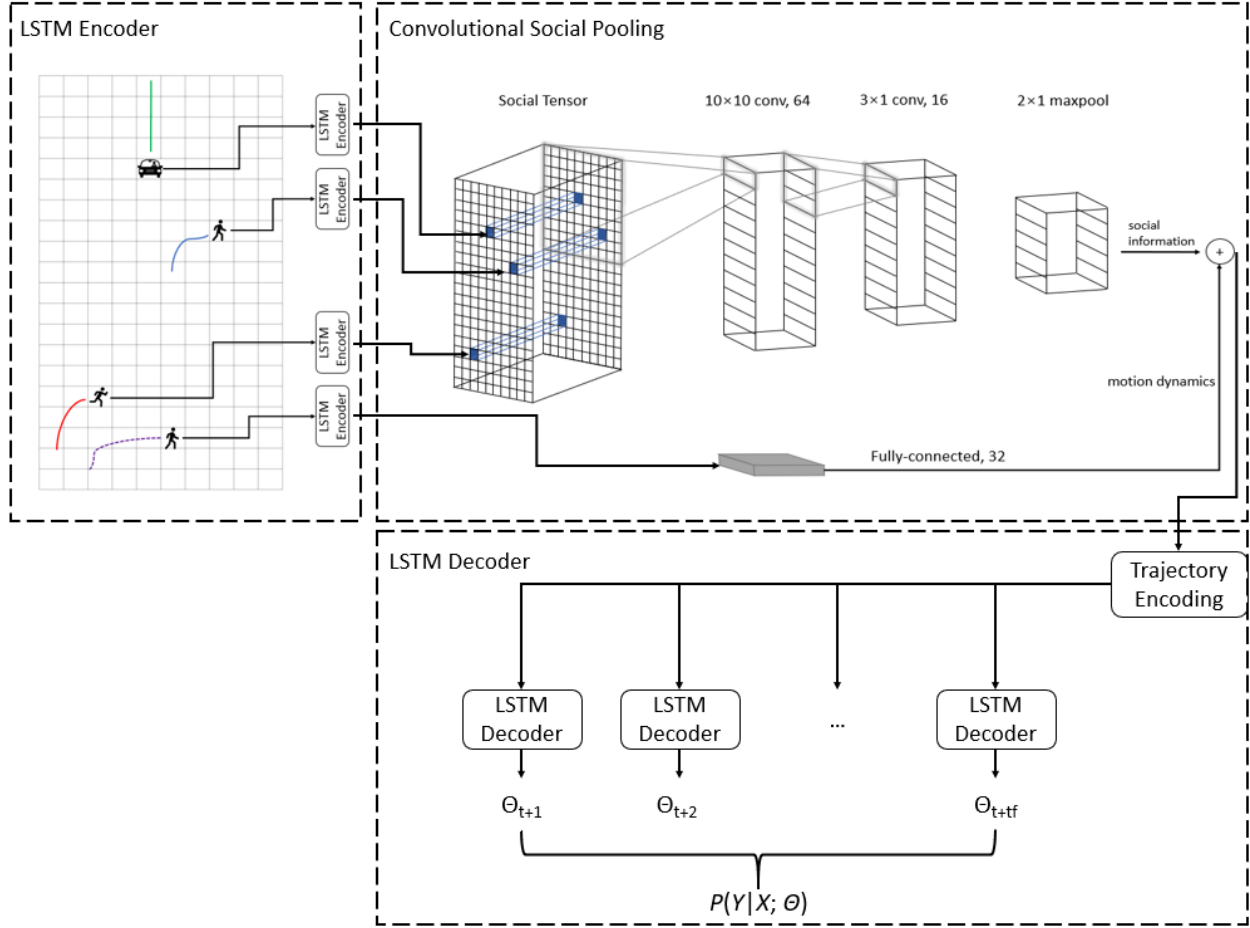 LSTM Encoder
LSTM
Encoder
LSTM
Encoder
LSTM
Encoder
LSTM
Encoder
Convolutional Social Pooling
Social Tensor
10×10 conv, 64
3×1 conv, 16
2×1 maxpool
social
information
+
motion dynamics
Fully-connected, 32
LSTM Decoder
Trajectory
Encoding
LSTM
Decoder
LSTM
Decoder
...
LSTM
Decoder
Θt+1
Θt+2
Θt+tf
P(Y|X; Θ)